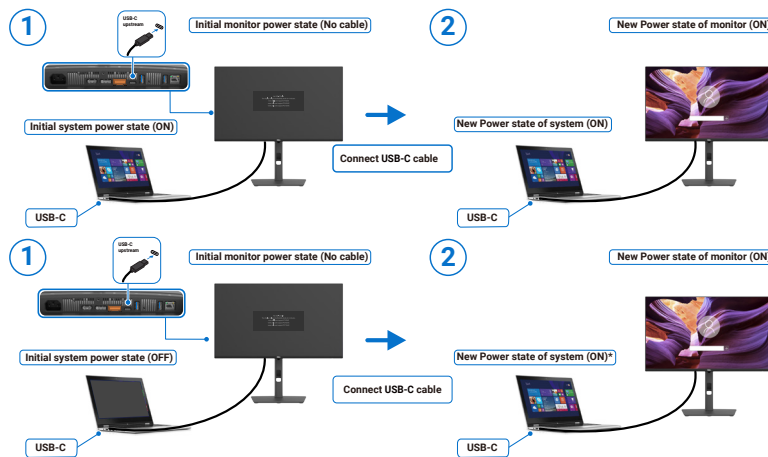 1
USB-C
upstream
Initial monitor power state (No cable)
2
New Power state of monitor (ON)
Initial system power state (ON)
New Power state of system (ON)
Connect USB-C cable
USB-C
USB-C
1
USB-C
upstream
Initial monitor power state (No cable)
2
New Power state of monitor (ON)
Initial system power state (OFF)
New Power state of system (ON)*
Connect USB-C cable
USB-C
USB-C